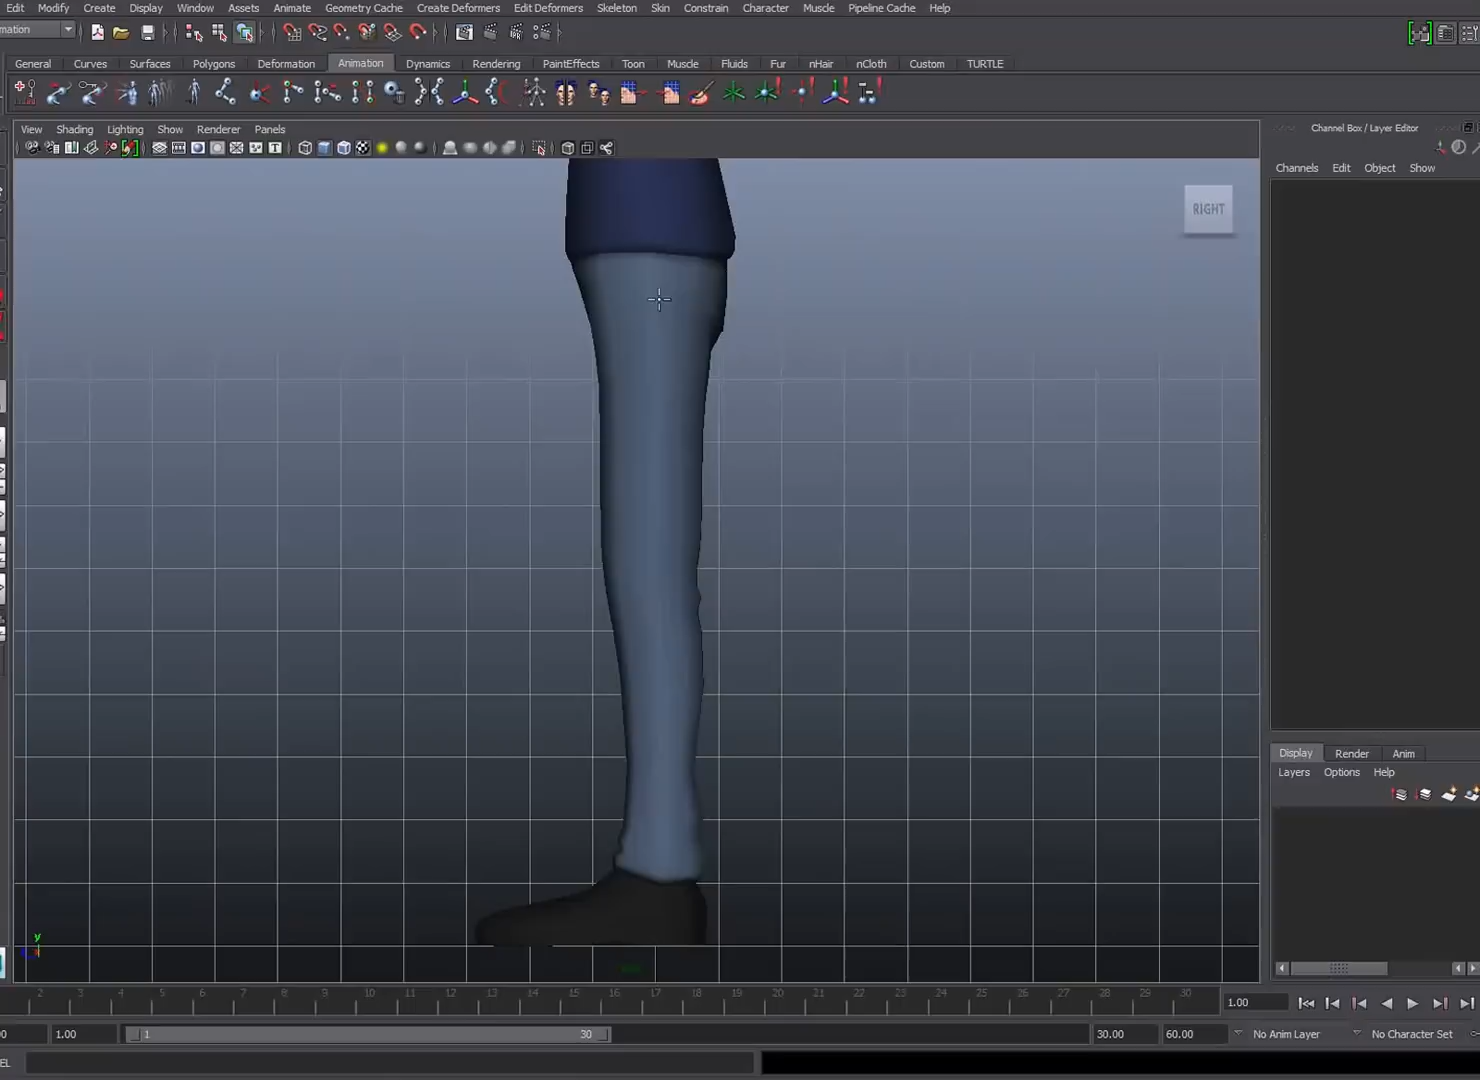 Edit Modify Create Display Window Assets Animate Geometry Cache Create Deformers Edit Deformers Skeleton Skin Constrain Character Muscle Pipeline Cache Help
mation
General Curves Surfaces Polygons Deformation Animation Dynamics Rendering PaintEffects Toon Muscle Fluids Fur nHair nCloth Custom TURTLE
View Shading Lighting Show Renderer Panels
Channel Box / Layer Editor
Channels Edit Object Show
RIGHT
Display Render Anim
Layers Options Help
y
2 3 4 5 6 7 8 9 10 11 12 13 14 15 16 17 18 19 20 21 22 23 24 25 26 27 28 29 30
1.00
00 1.00 1 30 30.00 60.00 No Anim Layer No Character Set
EL